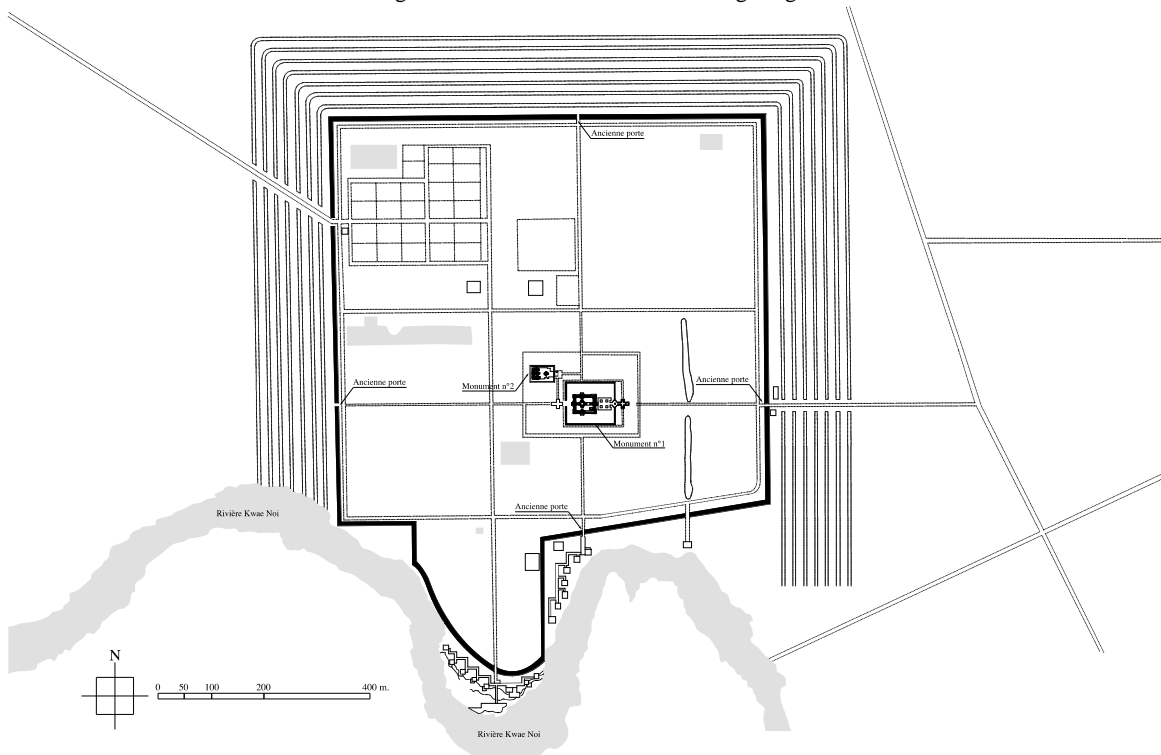 Ancienne porte
Ancienne porte
Ancienne porte
Monument n°2
Monument n°1
Ancienne porte
Rivière Kwae Noi
N
0 50 100 200 400 m.
Rivière Kwae Noi